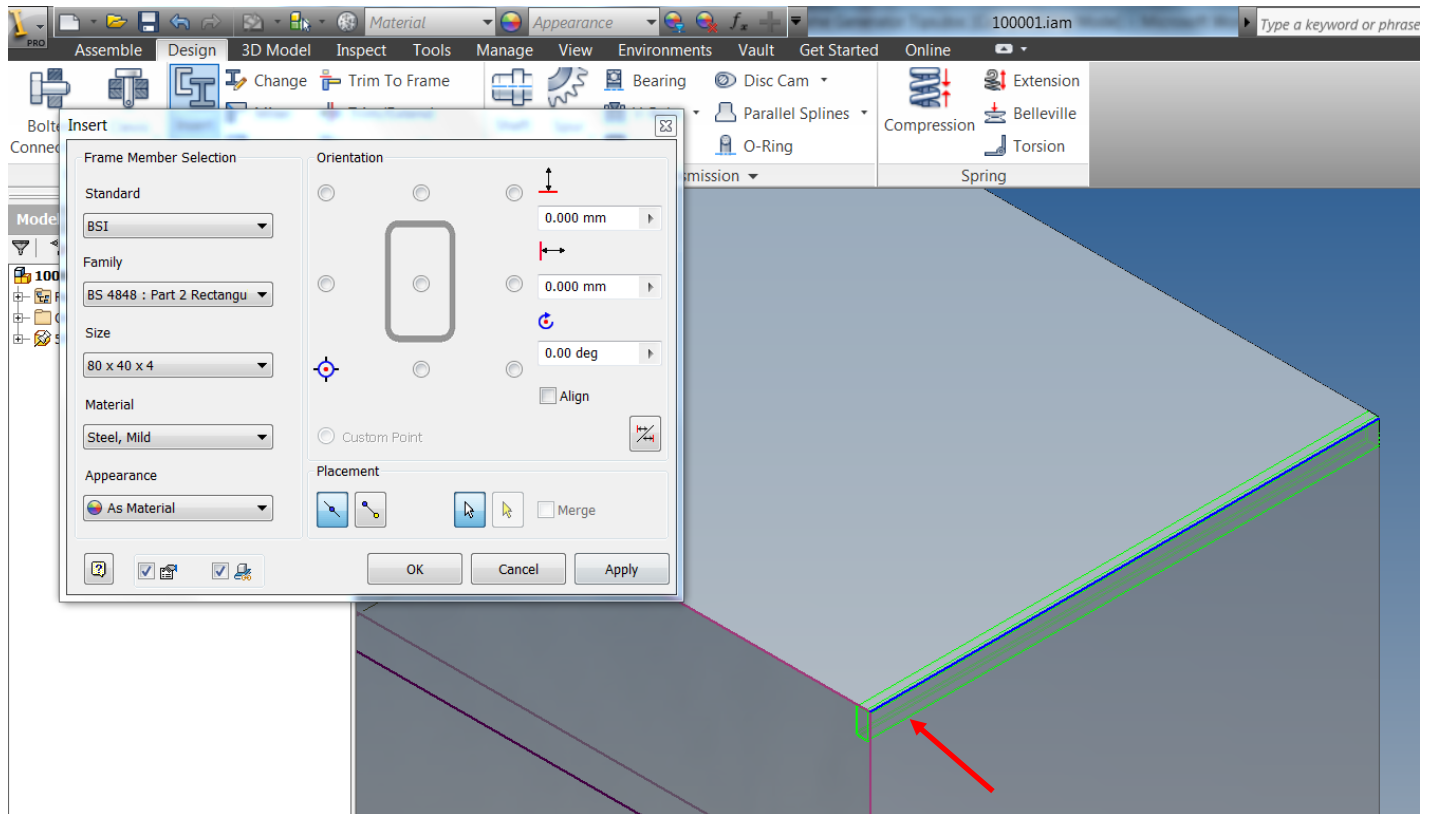 Material
Appearance
100001.iam
Type a keyword or phrase
PRO
Assemble Design 3D Model Inspect Tools Manage View Environments Vault Get Started Online
Change Trim To Frame Bearing Disc Cam Extension
Parallel Splines Compression Belleville
O-Ring Torsion
Spring
Insert
Frame Member Selection
Orientation
Standard
BSI
0.000 mm
Family
BS 4848 : Part 2 Rectangu
0.000 mm
Size
80 x 40 x 4
0.00 deg
Align
Material
Steel, Mild
Custom Point
Appearance
As Material
Placement
Merge
OK
Cancel
Apply